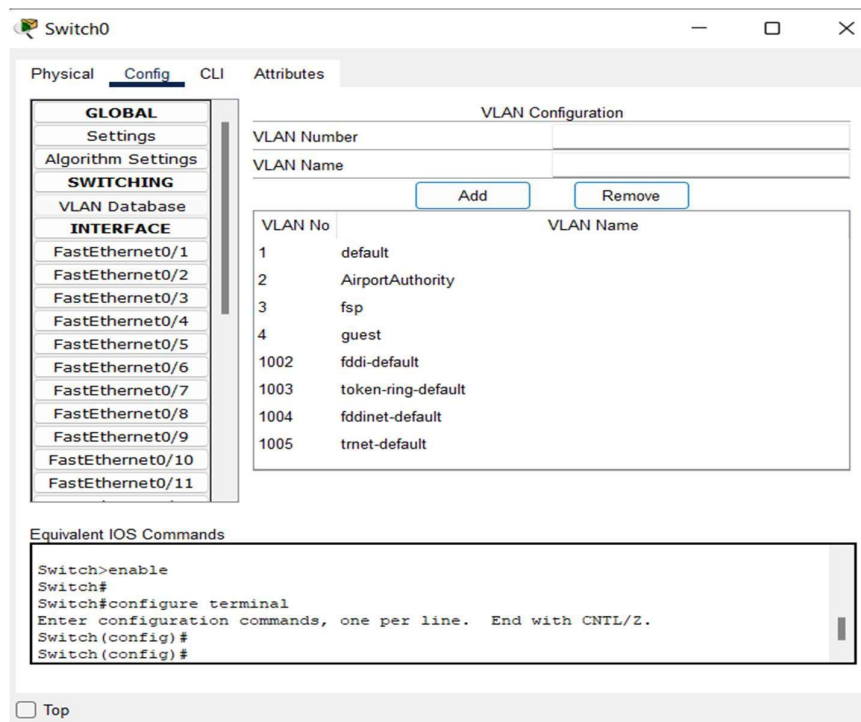 Switch0
Physical Config CLI Attributes
GLOBAL
Settings
Algorithm Settings
SWITCHING
VLAN Database
INTERFACE
FastEthernet0/1
FastEthernet0/2
FastEthernet0/3
FastEthernet0/4
FastEthernet0/5
FastEthernet0/6
FastEthernet0/7
FastEthernet0/8
FastEthernet0/9
FastEthernet0/10
FastEthernet0/11
VLAN Configuration
VLAN Number
VLAN Name
Add Remove
VLAN No VLAN Name
1 default
2 AirportAuthority
3 fsp
4 guest
1002 fddi-default
1003 token-ring-default
1004 fddinet-default
1005 trnet-default
Equivalent IOS Commands
Switch>enable
Switch#
Switch#configure terminal
Enter configuration commands, one per line. End with CNTL/Z.
Switch(config)#
Switch(config)#
Top